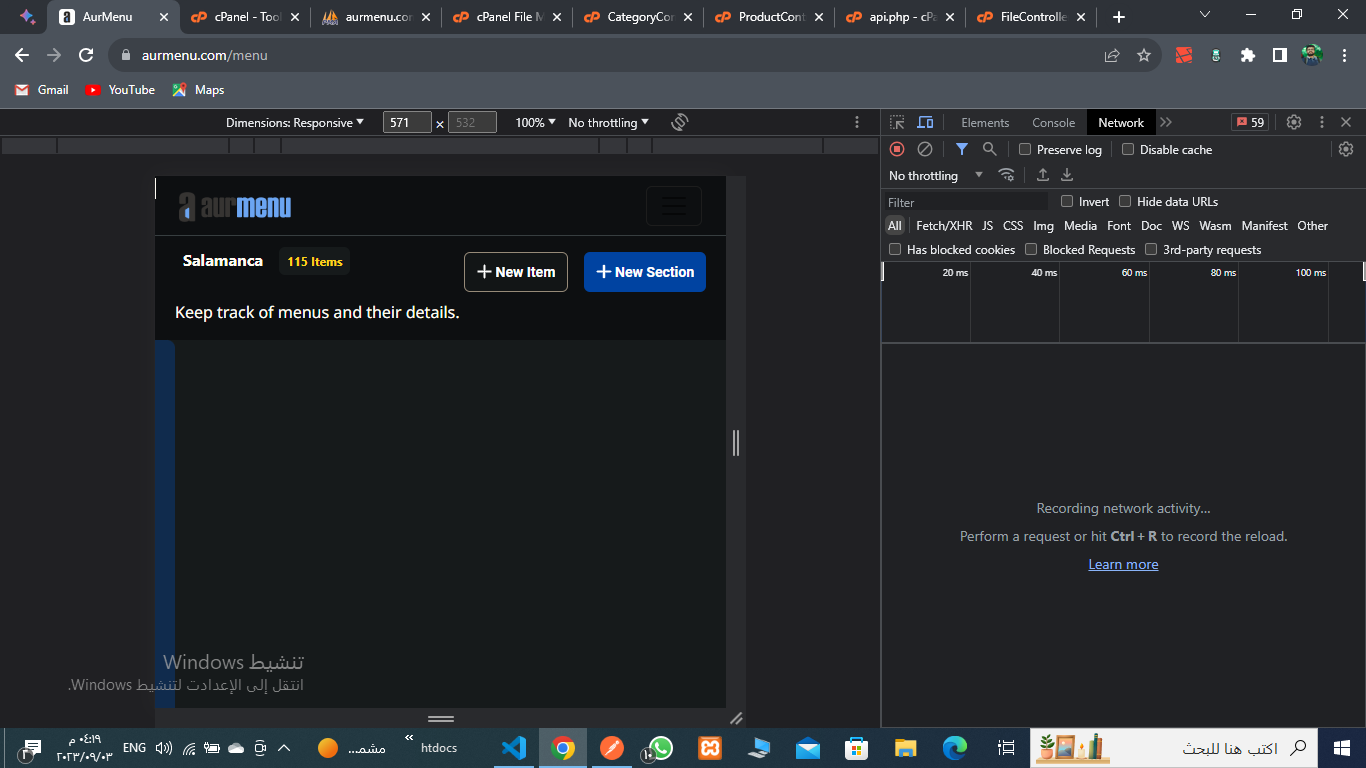 AurMenu
cPanel - Tool
aurmenu.com
cPanel File M
CategoryCon
ProductCont
api.php - cPa
FileControlle
aurmenu.com/menu
Gmail
YouTube
Maps
Dimensions: Responsive
571 × 532
100%
No throttling
Elements
Console
Network
59
Preserve log
Disable cache
No throttling
Filter
Invert
Hide data URLs
All
Fetch/XHR
JS
CSS
Img
Media
Font
Doc
WS
Wasm
Manifest
Other
Has blocked cookies
Blocked Requests
3rd-party requests
20 ms
40 ms
60 ms
80 ms
100 ms
Recording network activity...
Perform a request or hit Ctrl + R to record the reload.
Learn more
aurmenu
Salamanca
115 Items
New Item
New Section
Keep track of menus and their details.
تنشيط Windows
انتقل إلى الإعدادت لتنشيط Windows.
٠٤:١٩ م
٢٠٢٣/٠٩/٠٣
ENG
مشمـ...
htdocs
اكتب هنا للبحث